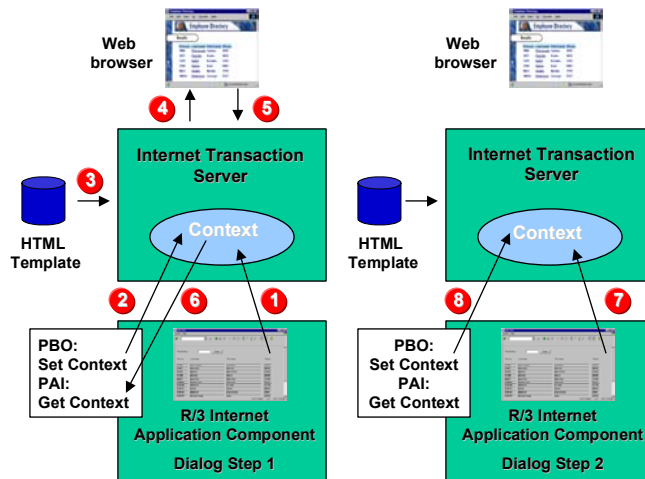 Employee Directory
Web
browser
4
5
Internet Transaction
Server
3
Context
HTML
Template
2
6
1
PBO:
Set Context
PAI:
Get Context
R/3 Internet
Application Component
Dialog Step 1
Web
browser
Internet Transaction
Server
Context
HTML
Template
8
7
PBO:
Set Context
PAI:
Get Context
R/3 Internet
Application Component
Dialog Step 2